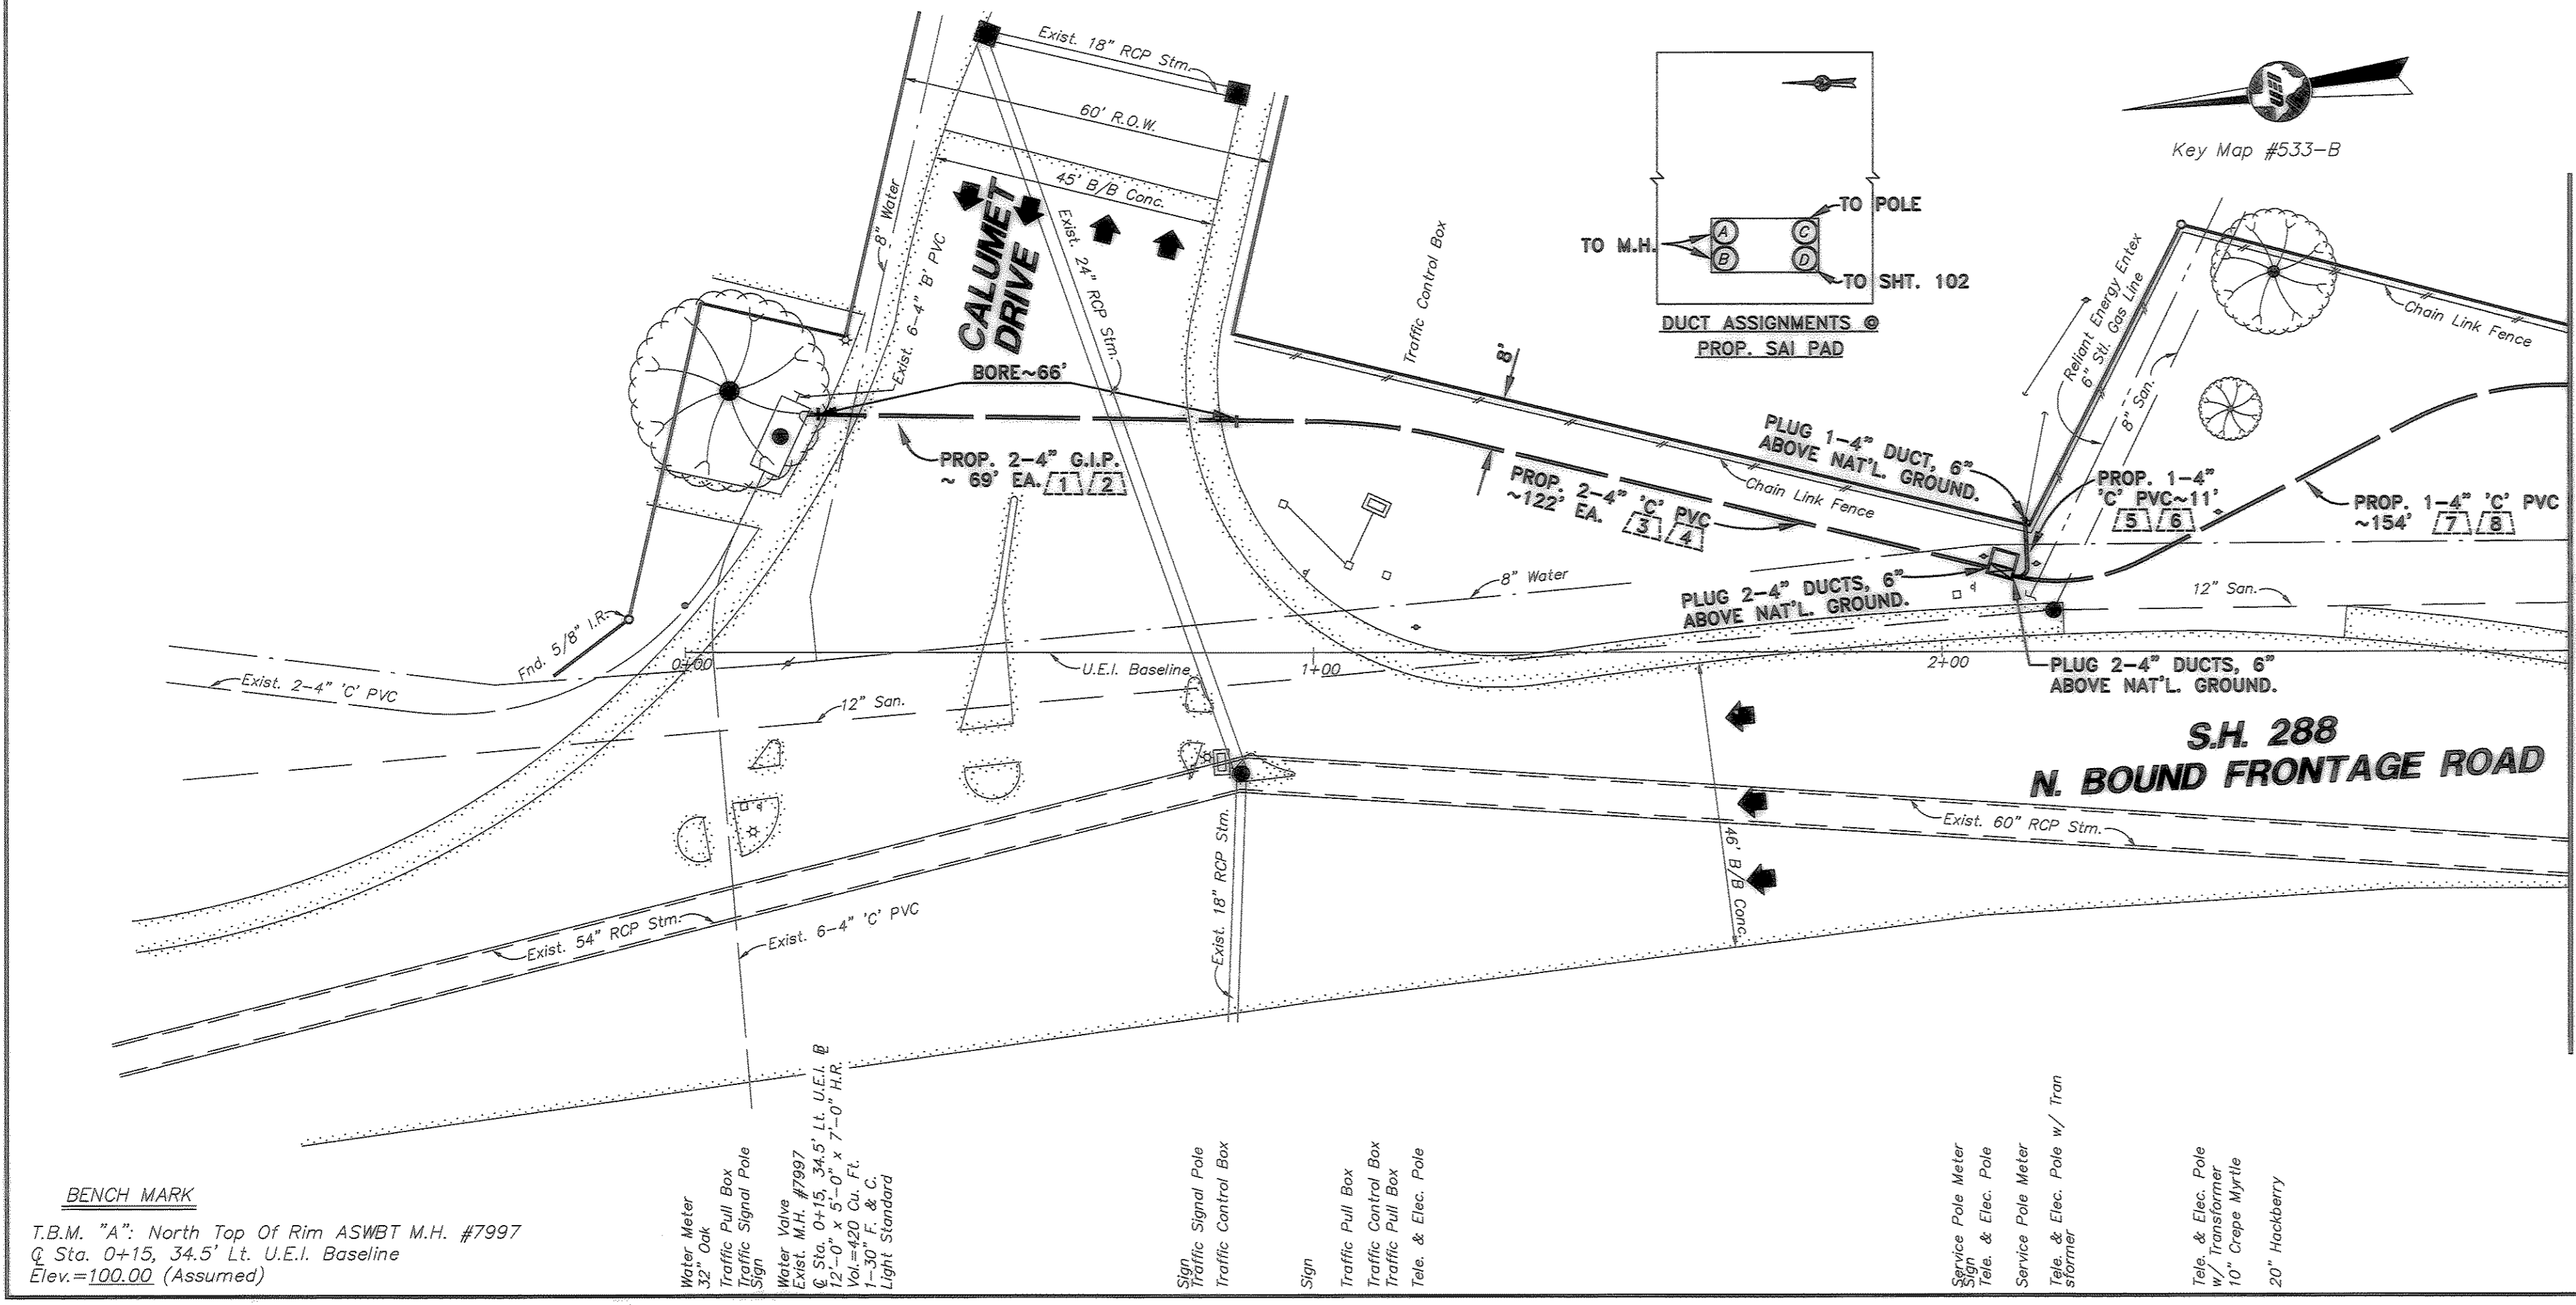 Exist. 18" RCP Stm.
60' R.O.W.
45' B/B Conc.
8" Water
Exist. 6-4" 'B' PVC
CALUMET
DRIVE
Exist. 24" RCP Stm.
BORE~66'
PROP. 2-4" G.I.P.
~ 69' EA. 1 2
Traffic Control Box
8'
TO POLE
TO M.H.
A
B
C
D
TO SHT. 102
DUCT ASSIGNMENTS @
PROP. SAI PAD
UEI
Key Map #533-B
Reliant Energy Entex
6" Stl. Gas Line
8" San.
Chain Link Fence
PLUG 1-4" DUCT, 6"
ABOVE NAT'L. GROUND.
Chain Link Fence
PROP. 2-4" 'C' PVC
~122' EA. 3 4
PROP. 1-4"
'C' PVC~11'
5 6
PROP. 1-4" 'C' PVC
~154' 7 8
8" Water
PLUG 2-4" DUCTS, 6"
ABOVE NAT'L. GROUND.
12" San.
Fnd. 5/8" I.R.
0+00
U.E.I. Baseline
1+00
2+00
PLUG 2-4" DUCTS, 6"
ABOVE NAT'L. GROUND.
Exist. 2-4" 'C' PVC
12" San.
S.H. 288
N. BOUND FRONTAGE ROAD
Exist. 60" RCP Stm.
46' B/B Conc.
Exist. 18" RCP Stm.
Exist. 54" RCP Stm.
Exist. 6-4" 'C' PVC
BENCH MARK
T.B.M. "A": North Top Of Rim ASWBT M.H. #7997
℄ Sta. 0+15, 34.5' Lt. U.E.I. Baseline
Elev.=100.00 (Assumed)
Water Meter
32" Oak
Traffic Pull Box
Traffic Signal Pole
Sign
Water Valve
Exist. M.H. #7997
℄ Sta. 0+15, 34.5' Lt. U.E.I. ℄
12'-0" x 5'-0" x 7'-0" H.R.
Vol.=420 Cu. Ft.
1-30" F. & C.
Light Standard
Sign
Traffic Signal Pole
Traffic Control Box
Sign
Traffic Pull Box
Traffic Control Box
Traffic Pull Box
Tele. & Elec. Pole
Service Pole Meter
Sign
Tele. & Elec. Pole
Service Pole Meter
Tele. & Elec. Pole w/ Tran
sformer
Tele. & Elec. Pole
w/ Transformer
10" Crepe Myrtle
20" Hackberry